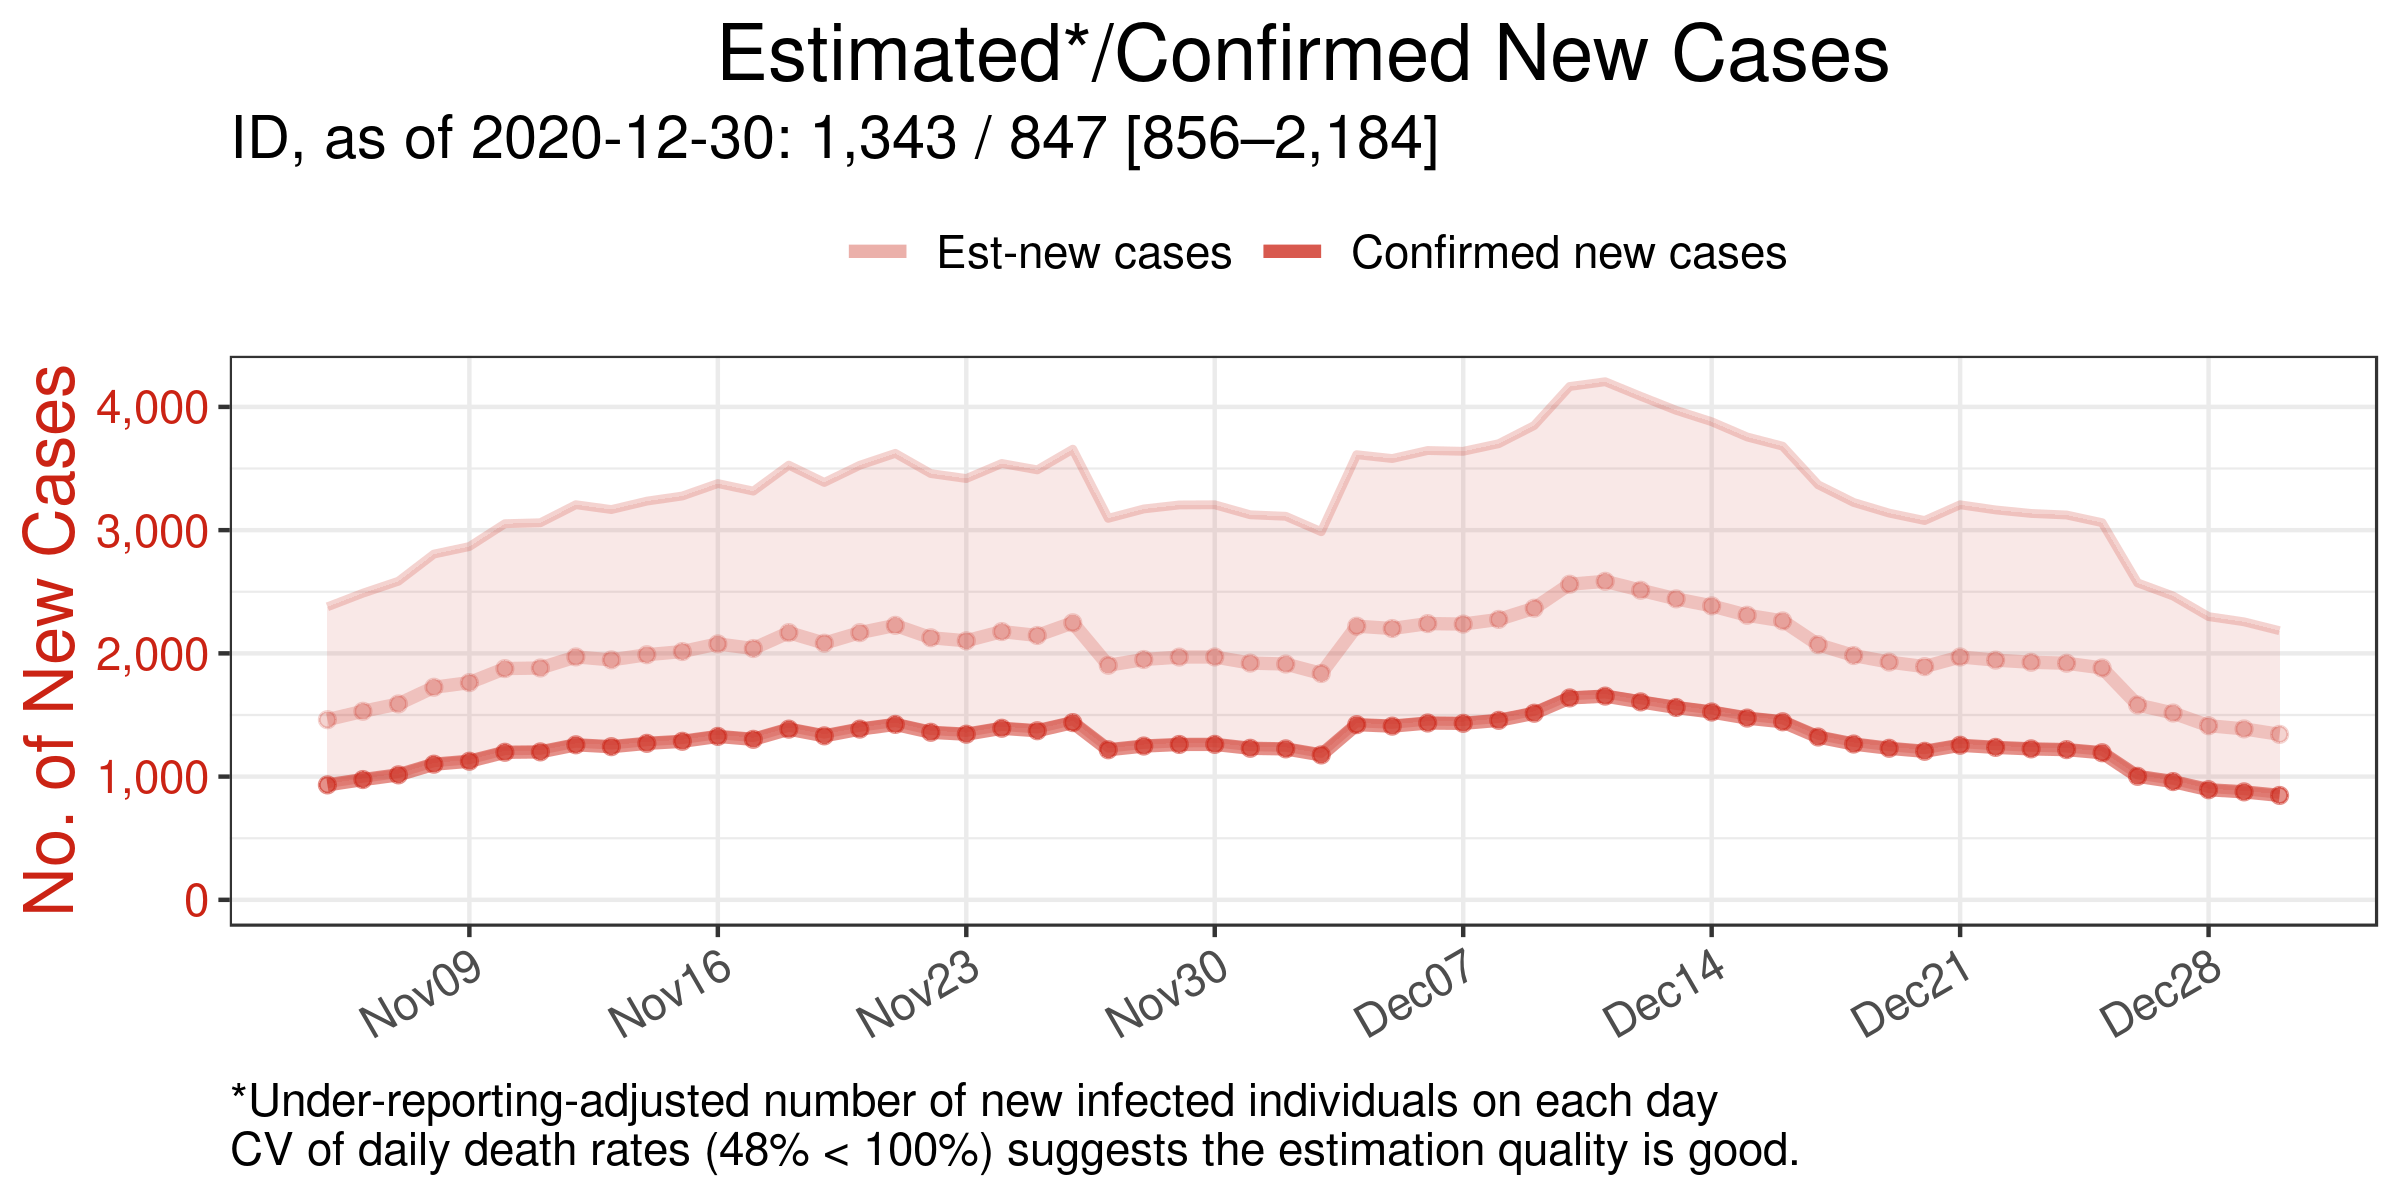 Estimated*/Confirmed New Cases
ID, as of 2020-12-30: 1,343 / 847 [856–2,184]
Est-new cases
Confirmed new cases
No. of New Cases
4,000
3,000
2,000
1,000
0
Nov09
Nov16
Nov23
Nov30
Dec07
Dec14
Dec21
Dec28
*Under-reporting-adjusted number of new infected individuals on each day
CV of daily death rates (48% < 100%) suggests the estimation quality is good.